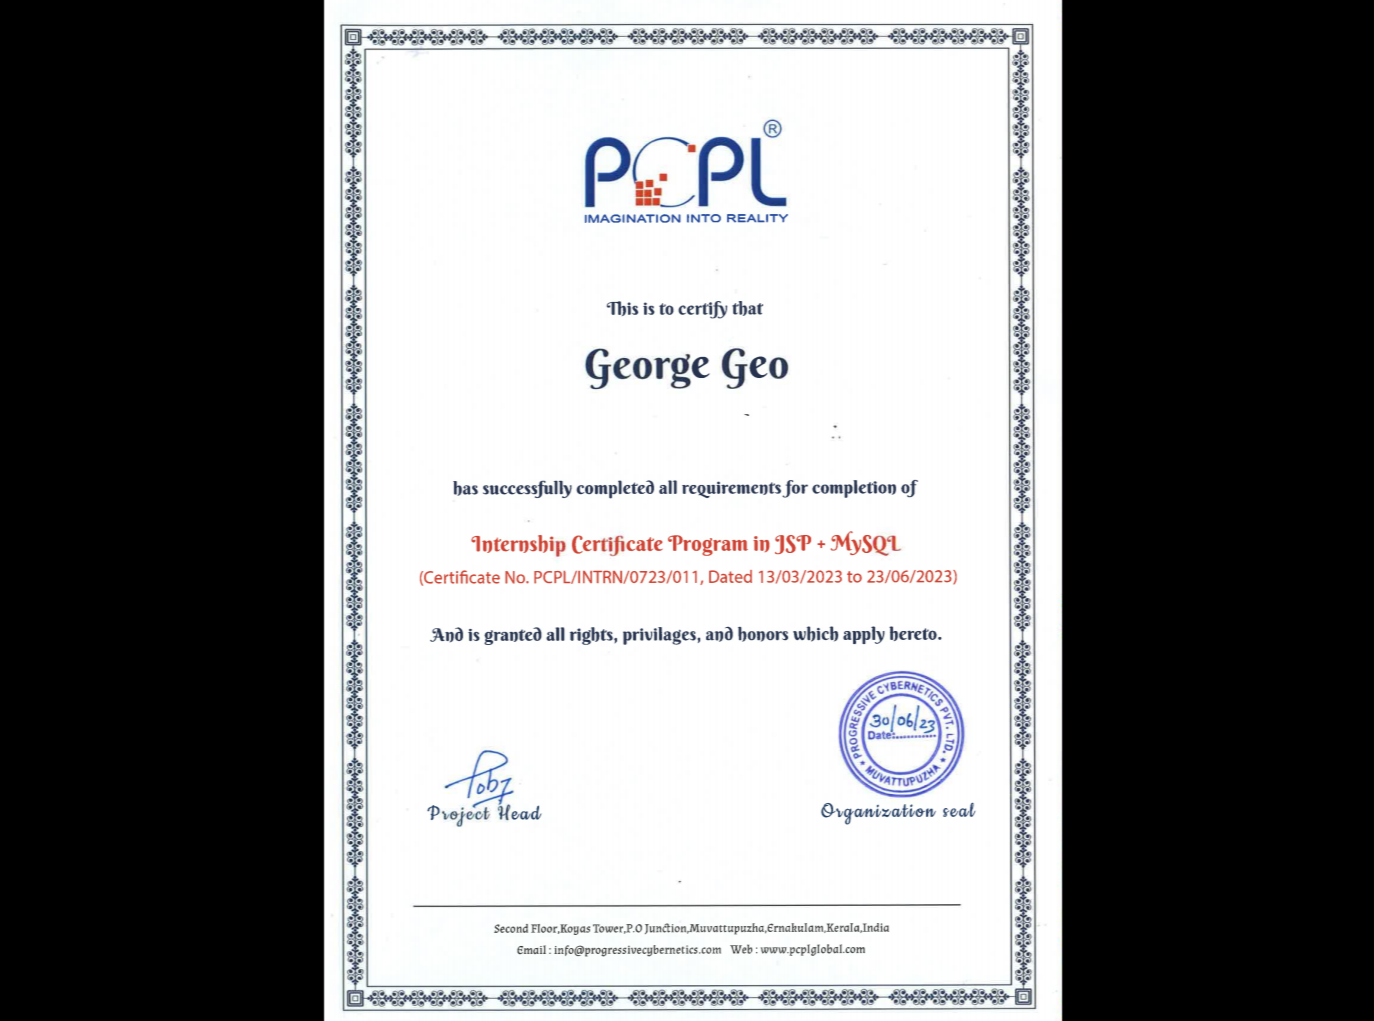 PCPL®
IMAGINATION INTO REALITY
This is to certify that
George Geo
has successfully completed all requirements for completion of
Internship Certificate Program in JSP + MySQL
(Certificate No. PCPL/INTRN/0723/011, Dated 13/03/2023 to 23/06/2023)
And is granted all rights, privilages, and honors which apply hereto.
PROGRESSIVE CYBERNETICS PVT. LTD.
30/06/23
Date:............
★ MUVATTUPUZHA ★
Project Head
Organization seal
Second Floor,Koyas Tower,P.O Junction,Muvattupuzha,Ernakulam,Kerala,India
Email : info@progressivecybernetics.com Web : www.pcplglobal.com